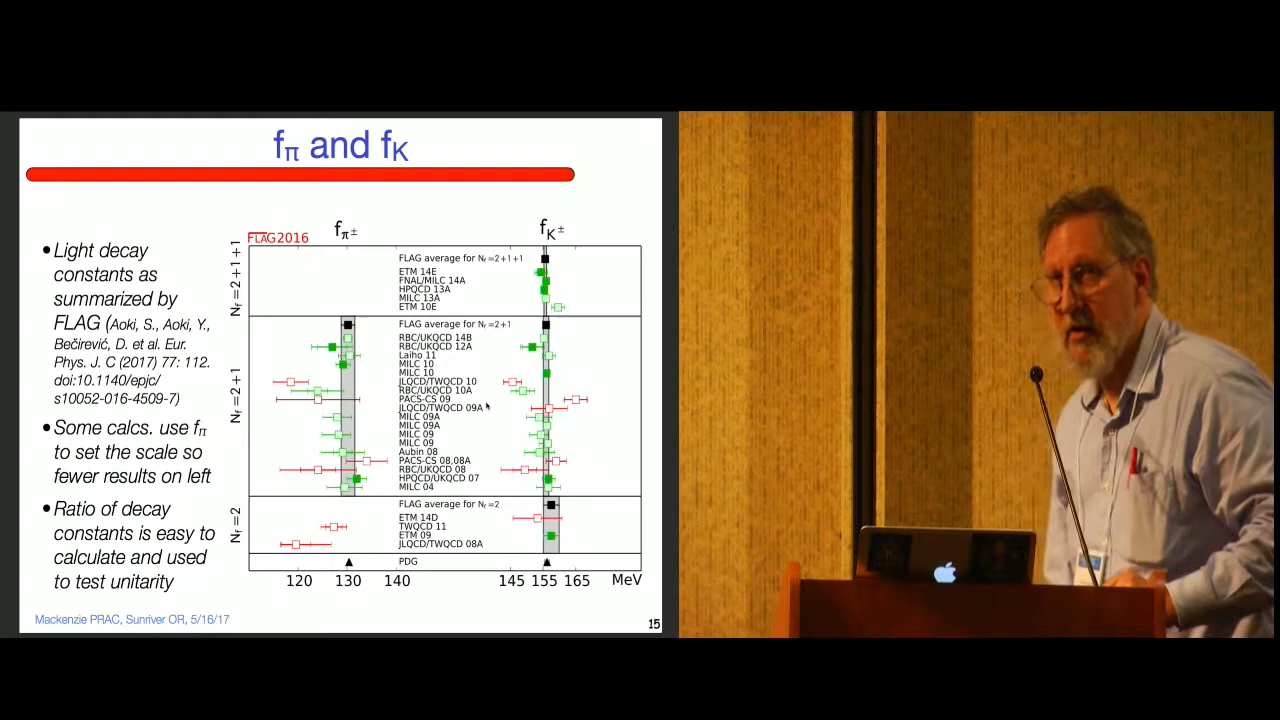 fπ and fK
• Light decay
constants as
summarized by
FLAG (Aoki, S., Aoki, Y.,
Bečirević, D. et al. Eur.
Phys. J. C (2017) 77: 112.
doi:10.1140/epjc/
s10052-016-4509-7)
• Some calcs. use fπ
to set the scale so
fewer results on left
• Ratio of decay
constants is easy to
calculate and used
to test unitarity
fπ± fK±
FLAG2016
Nf=2+1+1
FLAG average for Nf=2+1+1
ETM 14E
FNAL/MILC 14A
HPQCD 13A
MILC 13A
ETM 10E
Nf=2+1
FLAG average for Nf=2+1
RBC/UKQCD 14B
RBC/UKQCD 12A
Laiho 11
MILC 10
MILC 10
JLQCD/TWQCD 10
RBC/UKQCD 10A
PACS-CS 09
JLQCD/TWQCD 09A
MILC 09A
MILC 09A
MILC 09
MILC 09
Aubin 08
PACS-CS 08,08A
RBC/UKQCD 08
HPQCD/UKQCD 07
MILC 04
Nf=2
FLAG average for Nf=2
ETM 14D
TWQCD 11
ETM 09
JLQCD/TWQCD 08A
PDG
120 130 140 145 155 165 MeV
Mackenzie PRAC, Sunriver OR, 5/16/17
15